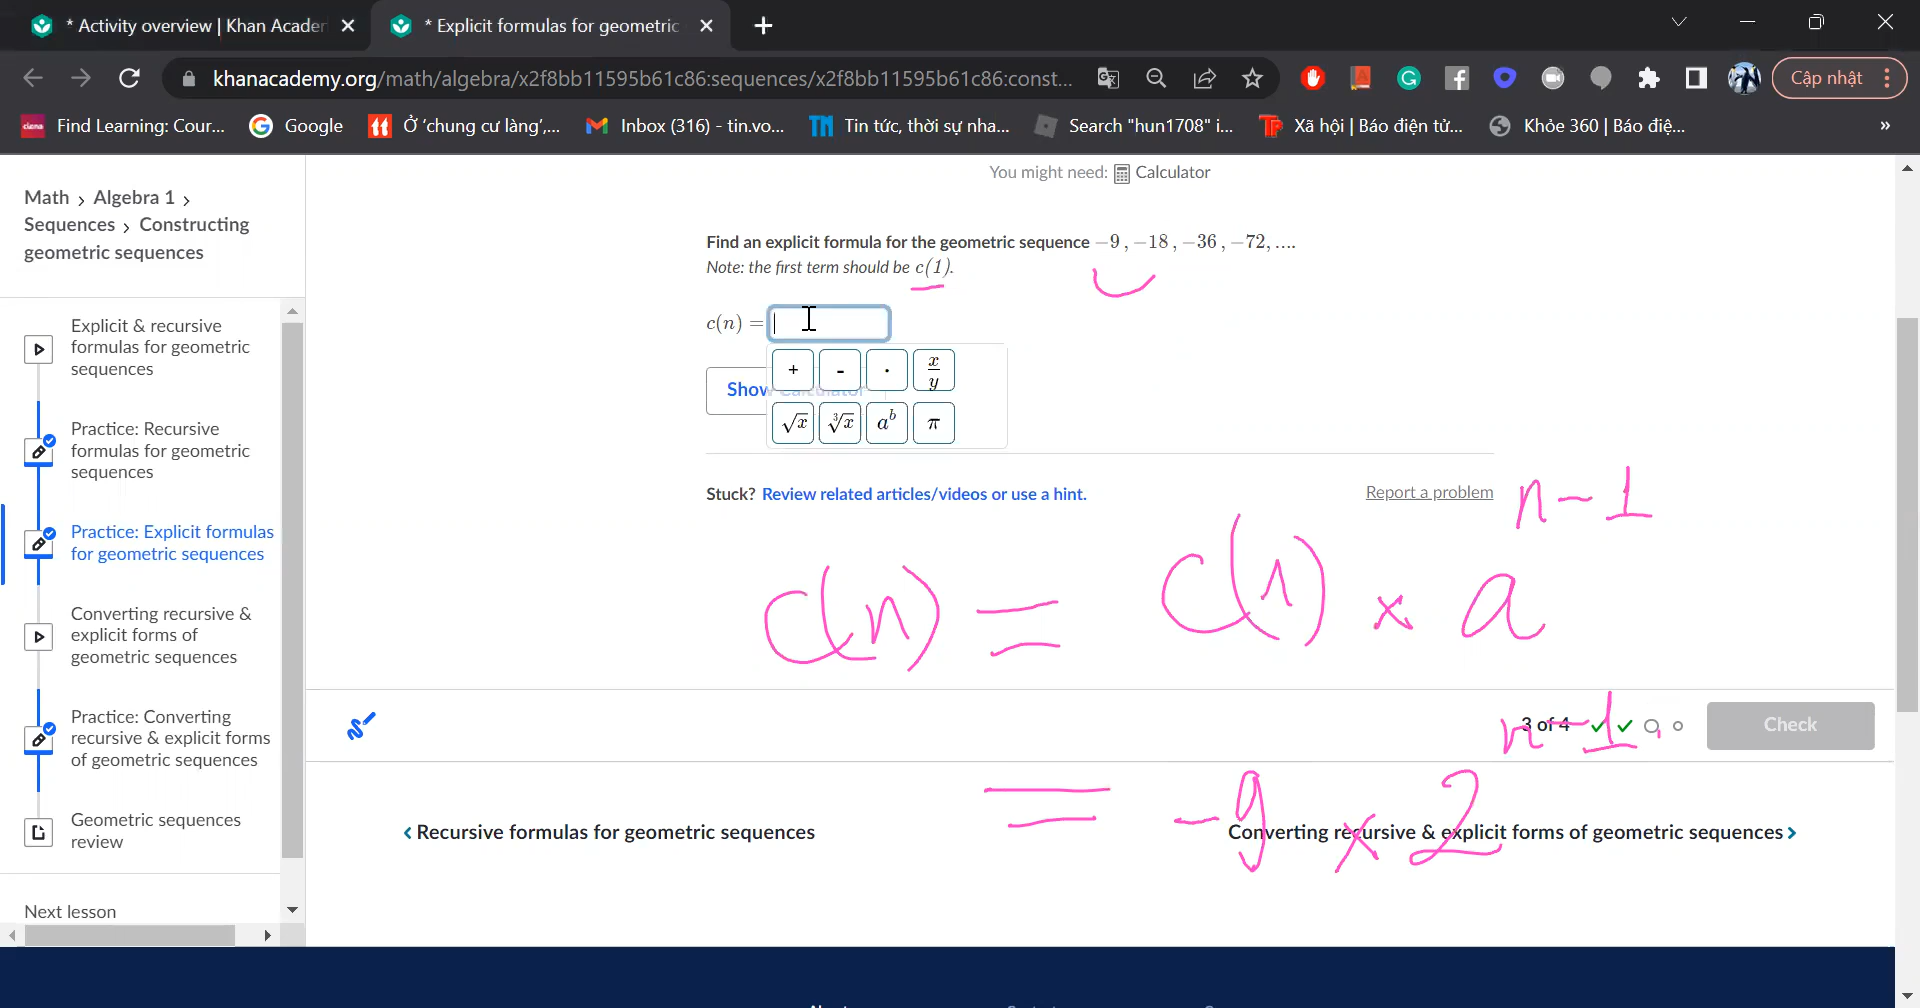 * Activity overview | Khan Acader
* Explicit formulas for geometric
khanacademy.org/math/algebra/x2f8bb11595b61c86:sequences/x2f8bb11595b61c86:const...
Cập nhật
ciena Find Learning: Cour...
Google
Ở 'chung cư làng',...
Inbox (316) - tin.vo...
TN Tin tức, thời sự nha...
Search "hun1708" i...
TP Xã hội | Báo điện tử...
Khỏe 360 | Báo điệ...
»
Math > Algebra 1 >
Sequences > Constructing
geometric sequences
Explicit & recursive
formulas for geometric
sequences
Practice: Recursive
formulas for geometric
sequences
Practice: Explicit formulas
for geometric sequences
Converting recursive &
explicit forms of
geometric sequences
Practice: Converting
recursive & explicit forms
of geometric sequences
Geometric sequences
review
Next lesson
You might need: Calculator
Find an explicit formula for the geometric sequence −9, −18, −36, −72, ....
Note: the first term should be c(1).
c(n) =
+ - · x/y
√x ∛x a^b π
Show Calculator
Stuck? Review related articles/videos or use a hint.
Report a problem
c(n) = c(1) × a^(n−1)
3 of 4
Check
= −9 × 2^(n−1)
< Recursive formulas for geometric sequences
Converting recursive & explicit forms of geometric sequences >